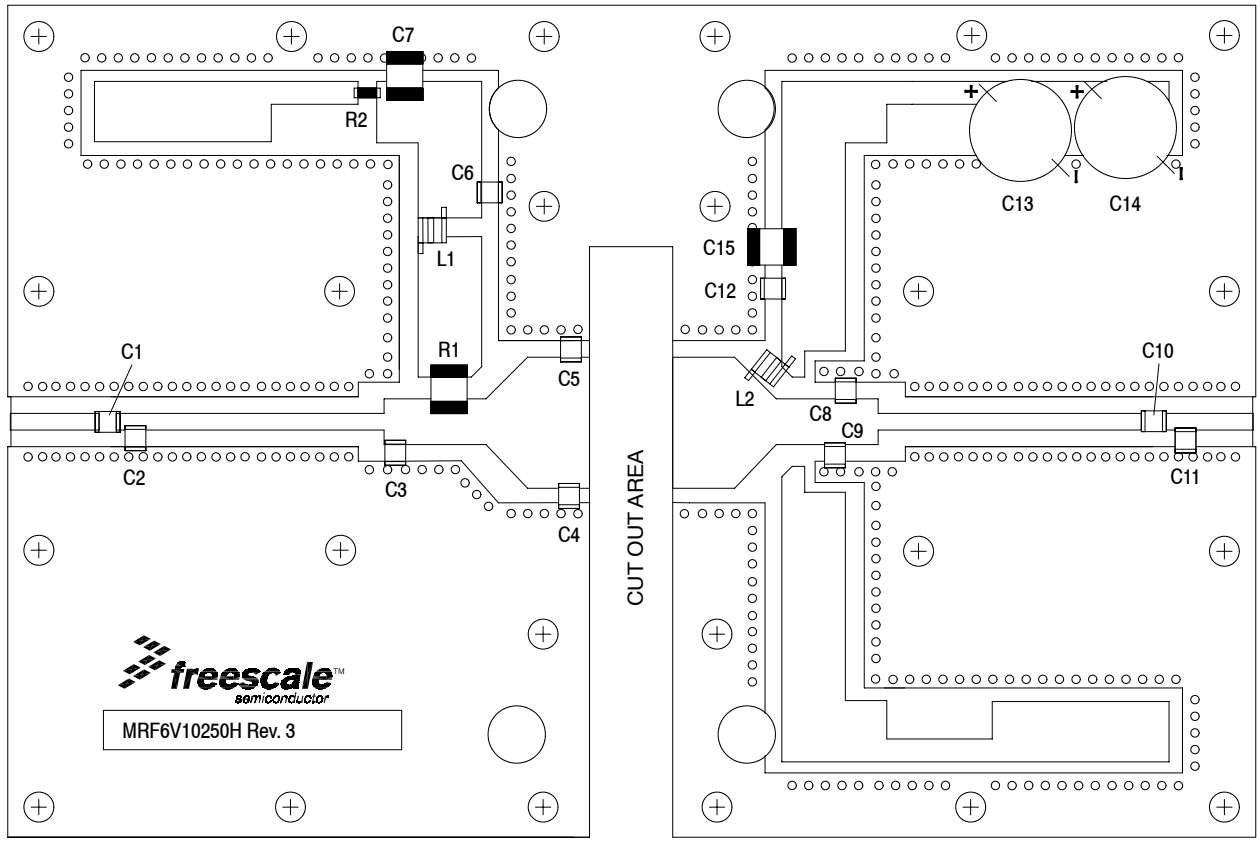 C7
R2
C6
L1
C15
C12
+
+
C13
C14
C1
R1
C5
L2
C8
C10
C2
C3
C4
C9
C11
CUT OUT AREA
freescale™
semiconductor
MRF6V10250H Rev. 3